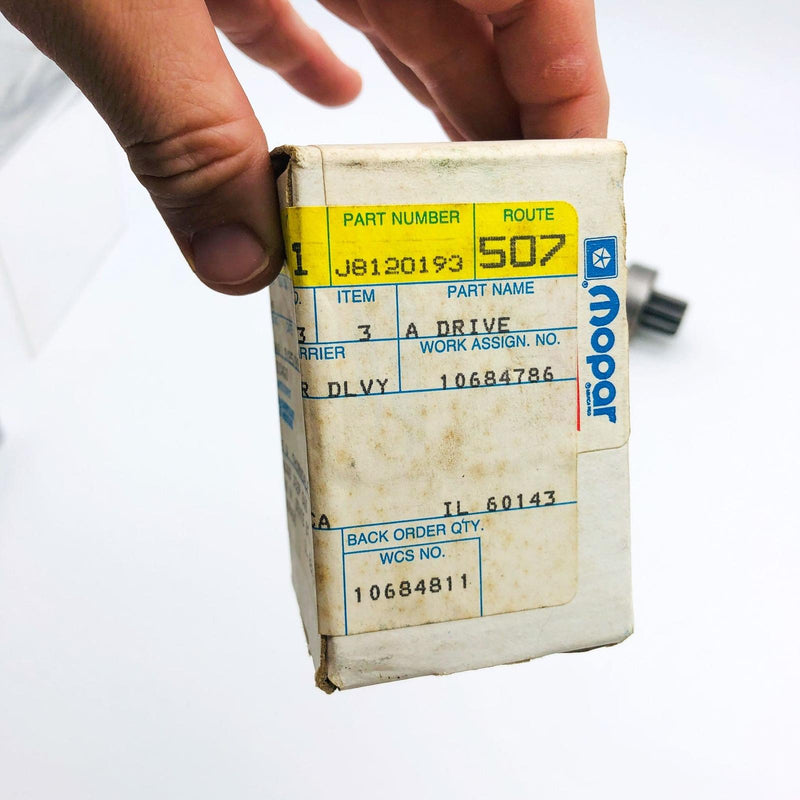 PART NUMBER ROUTE
1 J8120193 507
ITEM PART NAME
3 3 A DRIVE
WORK ASSIGN. NO.
DLVY 10684786
IL 60143
BACK ORDER QTY.
WCS NO.
10684811
Mopar